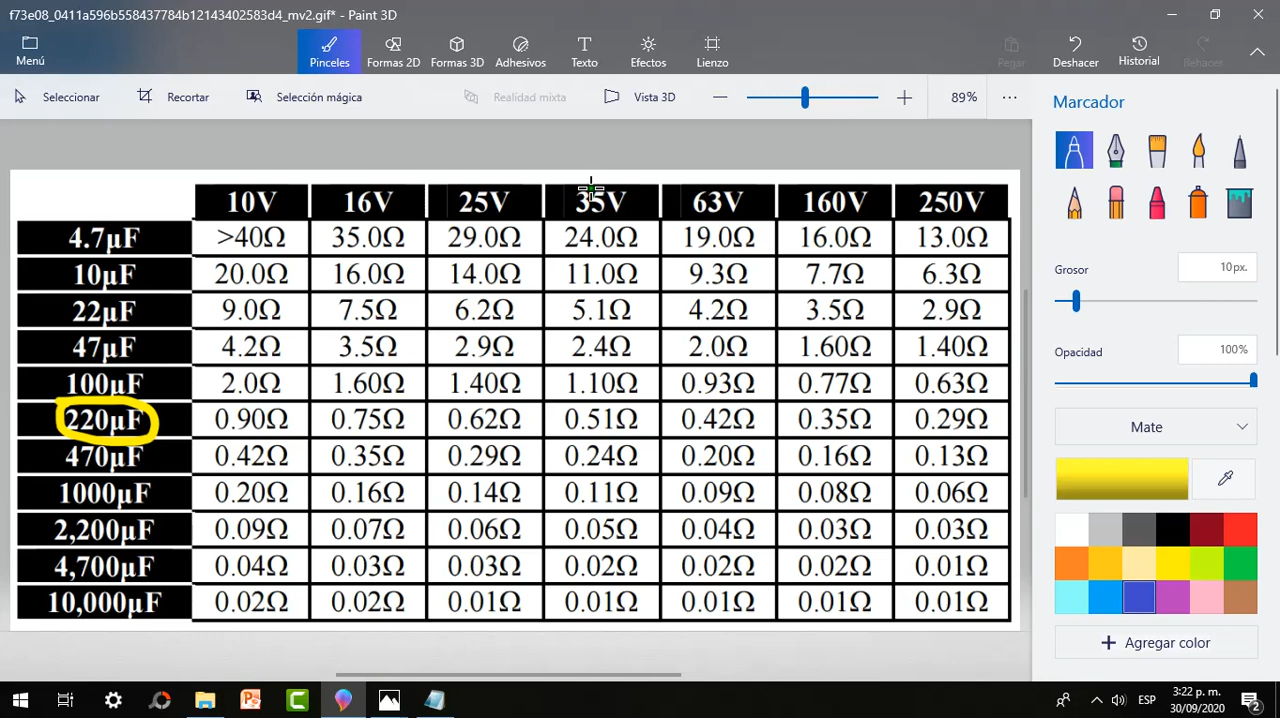 f73e08_0411a596b558437784b12143402583d4_mv2.gif* - Paint 3D
Menú
Pinceles Formas 2D Formas 3D Adhesivos Texto Efectos Lienzo Pegar Deshacer Historial Rehacer
Seleccionar Recortar Selección mágica Realidad mixta Vista 3D 89%
Marcador
Grosor 10px.
Opacidad 100%
Mate
Agregar color
10V 16V 25V 35V 63V 160V 250V
4.7µF >40Ω 35.0Ω 29.0Ω 24.0Ω 19.0Ω 16.0Ω 13.0Ω
10µF 20.0Ω 16.0Ω 14.0Ω 11.0Ω 9.3Ω 7.7Ω 6.3Ω
22µF 9.0Ω 7.5Ω 6.2Ω 5.1Ω 4.2Ω 3.5Ω 2.9Ω
47µF 4.2Ω 3.5Ω 2.9Ω 2.4Ω 2.0Ω 1.60Ω 1.40Ω
100µF 2.0Ω 1.60Ω 1.40Ω 1.10Ω 0.93Ω 0.77Ω 0.63Ω
220µF 0.90Ω 0.75Ω 0.62Ω 0.51Ω 0.42Ω 0.35Ω 0.29Ω
470µF 0.42Ω 0.35Ω 0.29Ω 0.24Ω 0.20Ω 0.16Ω 0.13Ω
1000µF 0.20Ω 0.16Ω 0.14Ω 0.11Ω 0.09Ω 0.08Ω 0.06Ω
2,200µF 0.09Ω 0.07Ω 0.06Ω 0.05Ω 0.04Ω 0.03Ω 0.03Ω
4,700µF 0.04Ω 0.03Ω 0.03Ω 0.02Ω 0.02Ω 0.02Ω 0.01Ω
10,000µF 0.02Ω 0.02Ω 0.01Ω 0.01Ω 0.01Ω 0.01Ω 0.01Ω
ESP
3:22 p. m.
30/09/2020
2